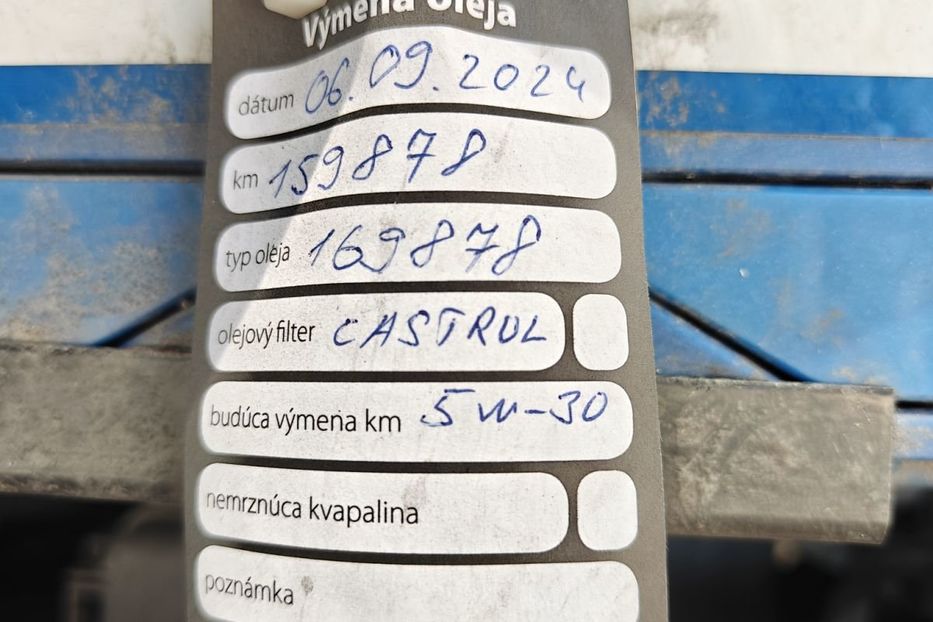 Výmena oleja
dátum 06.09.2024
km 159878
typ oleja 169878
olejový filter CASTROL
budúca výmena km 5w-30
nemrznúca kvapalina
poznámka